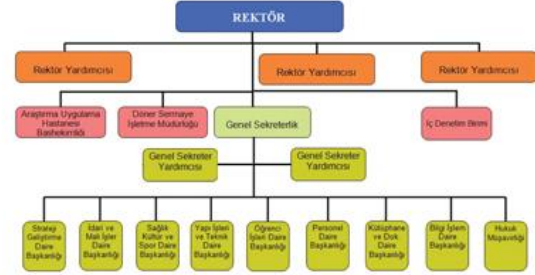 REKTÖR
Rektör Yardımcısı
Rektör Yardımcısı
Rektör Yardımcısı
Araştırma Uygulama
Hastanesi
Başhekimliği
Döner Sermaye
İşletme Müdürlüğü
Genel Sekreterlik
İç Denetim Birimi
Genel Sekreter
Yardımcısı
Genel Sekreter
Yardımcısı
Strateji
Geliştirme
Daire
Başkanlığı
İdari ve
Mali İşler
Daire
Başkanlığı
Sağlık
Kültür ve
Spor Daire
Başkanlığı
Yapı İşleri
ve Teknik
Daire
Başkanlığı
Öğrenci
İşleri Daire
Başkanlığı
Personel
Daire
Başkanlığı
Kütüphane
ve Dok
Daire
Başkanlığı
Bilgi İşlem
Daire
Başkanlığı
Hukuk
Müşavirliği